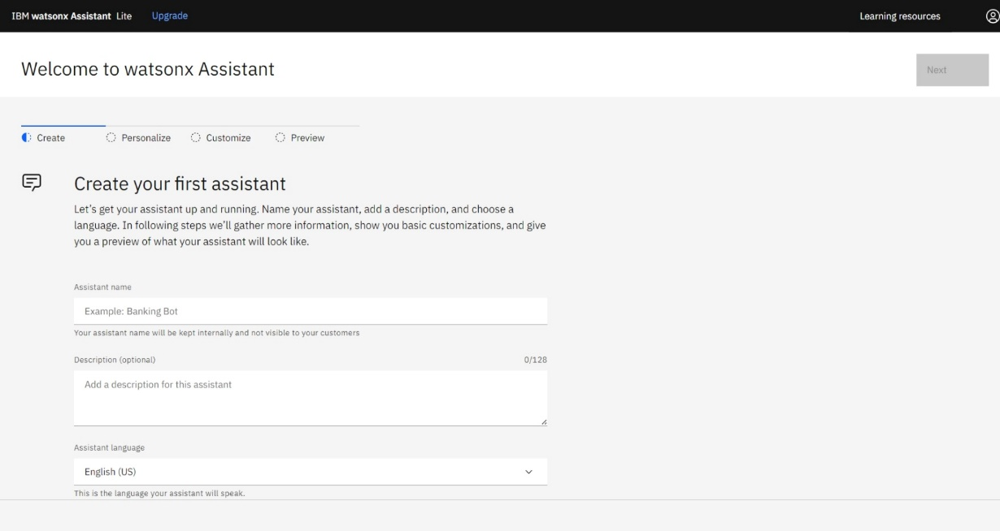 IBM watsonx Assistant Lite Upgrade Learning resources
Welcome to watsonx Assistant
Next
Create Personalize Customize Preview
Create your first assistant
Let's get your assistant up and running. Name your assistant, add a description, and choose a
language. In following steps we'll gather more information, show you basic customizations, and give
you a preview of what your assistant will look like.
Assistant name
Example: Banking Bot
Your assistant name will be kept internally and not visible to your customers
Description (optional) 0/128
Add a description for this assistant
Assistant language
English (US)
This is the language your assistant will speak.